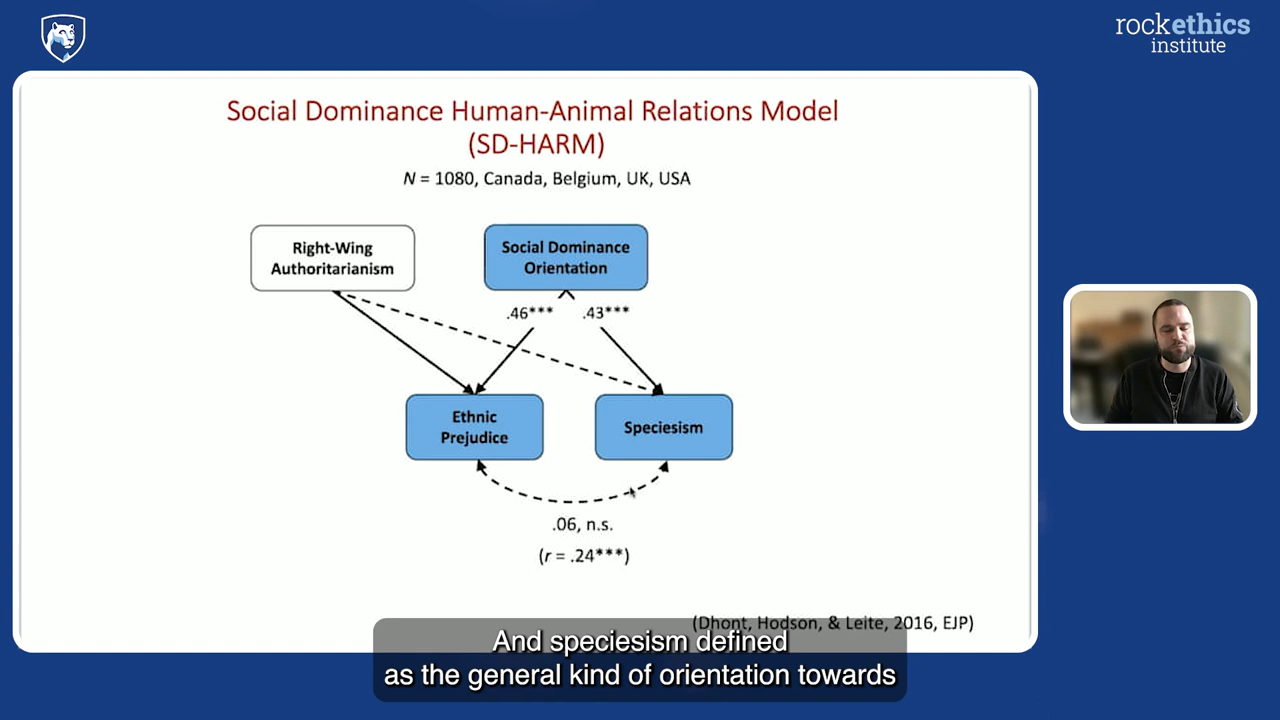 rockethics
institute
Social Dominance Human-Animal Relations Model
(SD-HARM)
N = 1080, Canada, Belgium, UK, USA
Right-Wing
Authoritarianism
Social Dominance
Orientation
.46*** .43***
Ethnic
Prejudice
Speciesism
.06, n.s.
(r = .24***)
(Dhont, Hodson, & Leite, 2016, EJP)
And speciesism defined
as the general kind of orientation towards